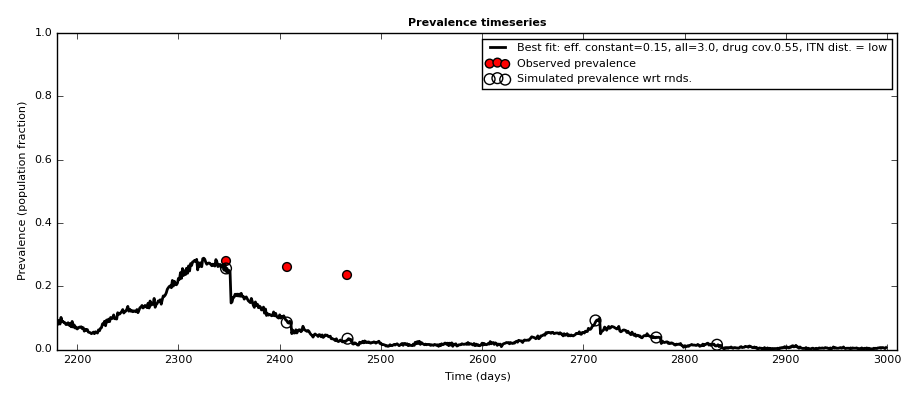 Prevalence timeseries
Best fit: eff. constant=0.15, all=3.0, drug cov.0.55, ITN dist. = low
Observed prevalence
Simulated prevalence wrt rnds.
Prevalence (population fraction)
1.0
0.8
0.6
0.4
0.2
0.0
2200 2300 2400 2500 2600 2700 2800 2900 3000
Time (days)